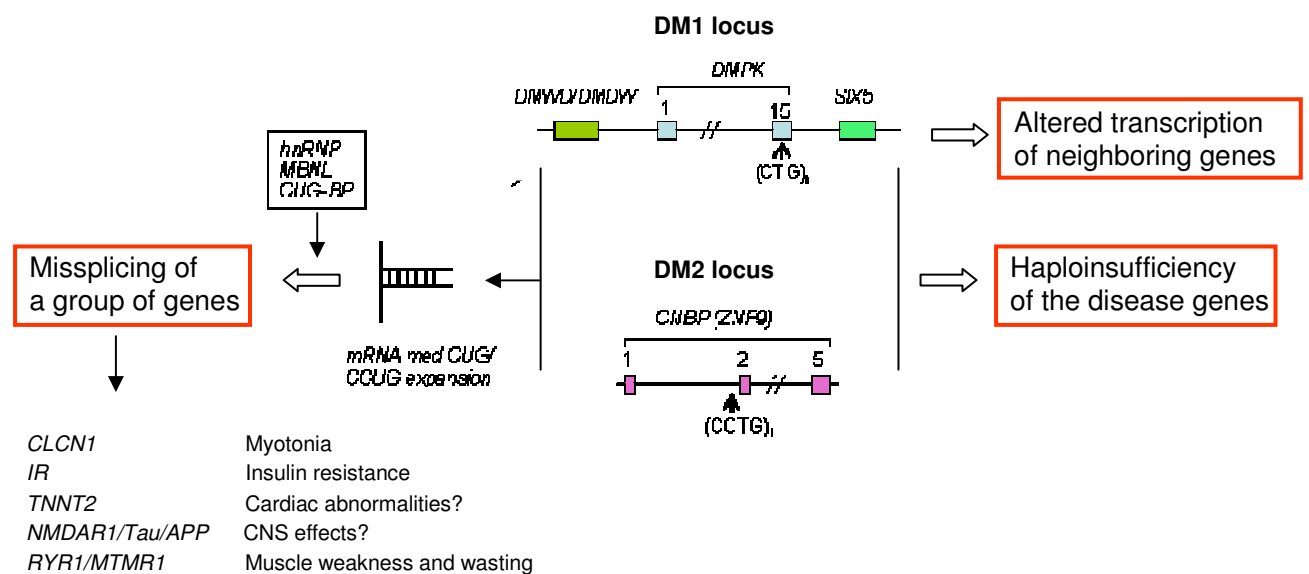 DM1 locus
DMPK
DMWD/DMDW 1 15 SIX5
(CTG)n
Altered transcription
of neighboring genes
hnRNP
MBNL
CUG-BP
Missplicing of
a group of genes
mRNA med CUG/
CCUG expansion
DM2 locus
CNBP (ZNF9)
1 2 5
(CCTG)n
Haploinsufficiency
of the disease genes
CLCN1 Myotonia
IR Insulin resistance
TNNT2 Cardiac abnormalities?
NMDAR1/Tau/APP CNS effects?
RYR1/MTMR1 Muscle weakness and wasting